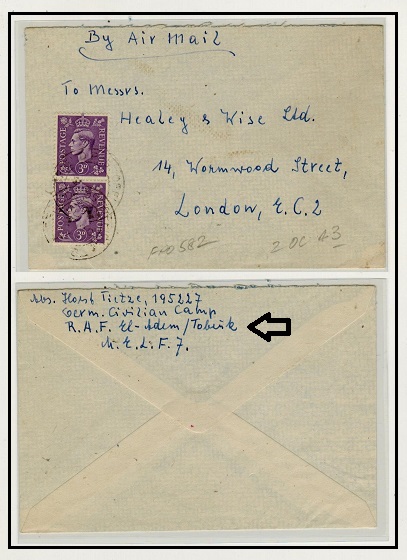 By Air Mail
To Messrs.
Healey & Wise Ltd.
14, Wormwood Street,
London, E.C.2
POSTAGE REVENUE
3D
POSTAGE REVENUE
3D
2 OC A3
Abs. Horst Tietze, 195227
Germ. Civilian Camp
R.A.F. El-Adem/Tobruk
M.E.L.F. 7.